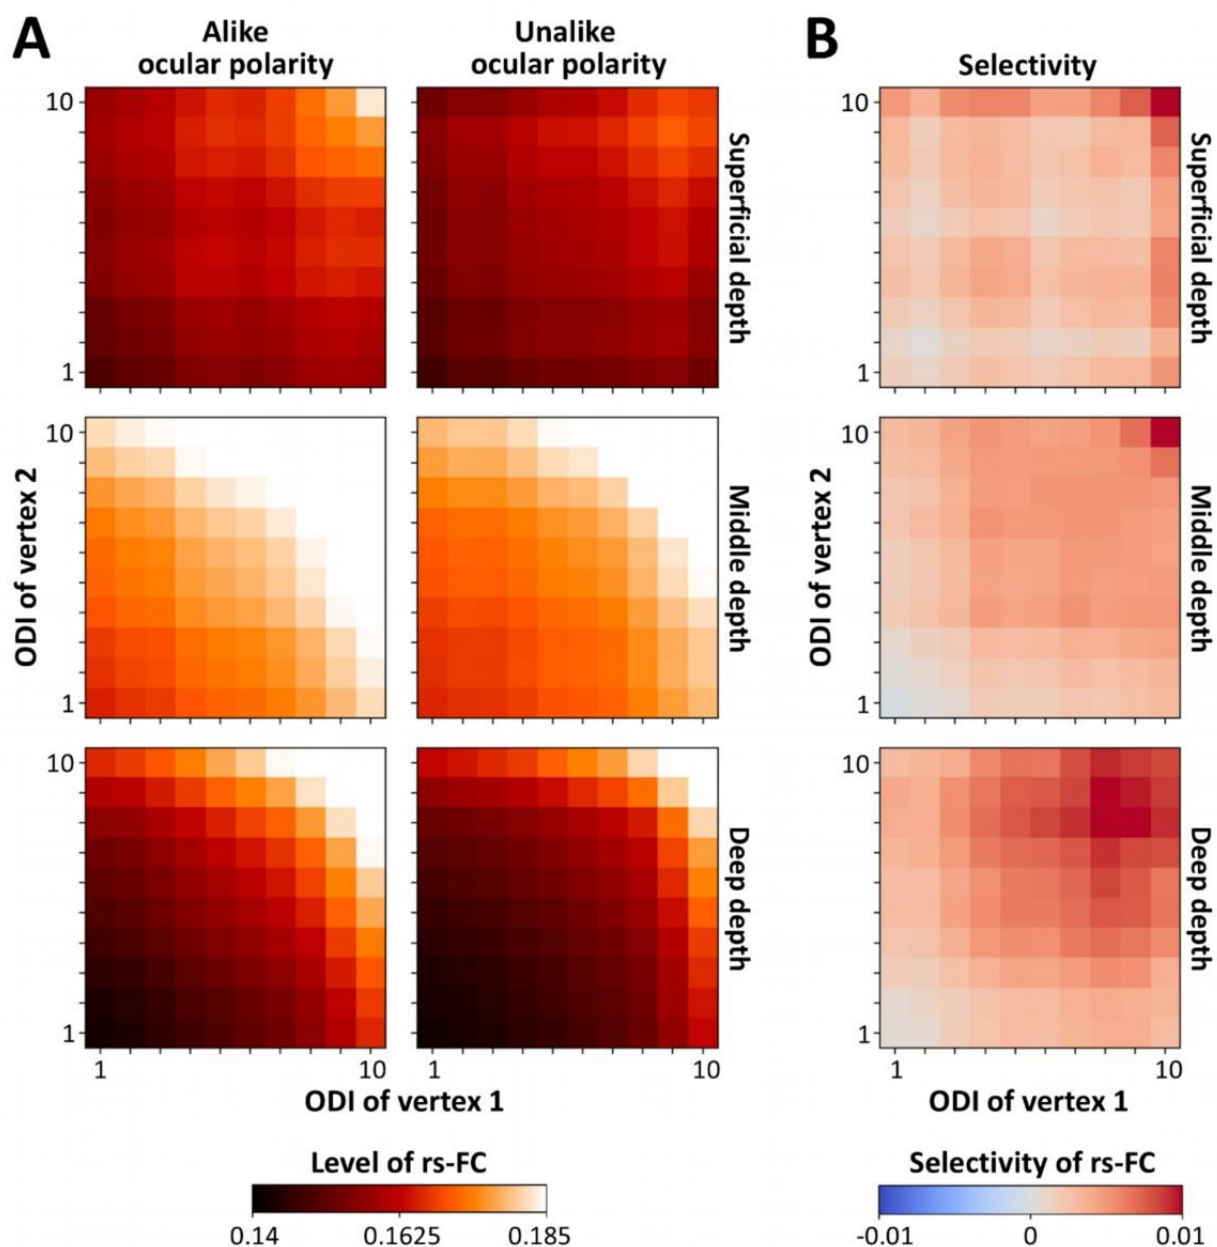 A
Alike
ocular polarity
Unalike
ocular polarity
B
Selectivity
10
1
Superficial depth
10
1
Superficial depth
ODI of vertex 2
10
1
Middle depth
ODI of vertex 2
10
1
Middle depth
10
1
Deep depth
10
1
Deep depth
1
10
1
10
1
10
ODI of vertex 1
ODI of vertex 1
Level of rs-FC
0.14
0.1625
0.185
Selectivity of rs-FC
-0.01
0
0.01